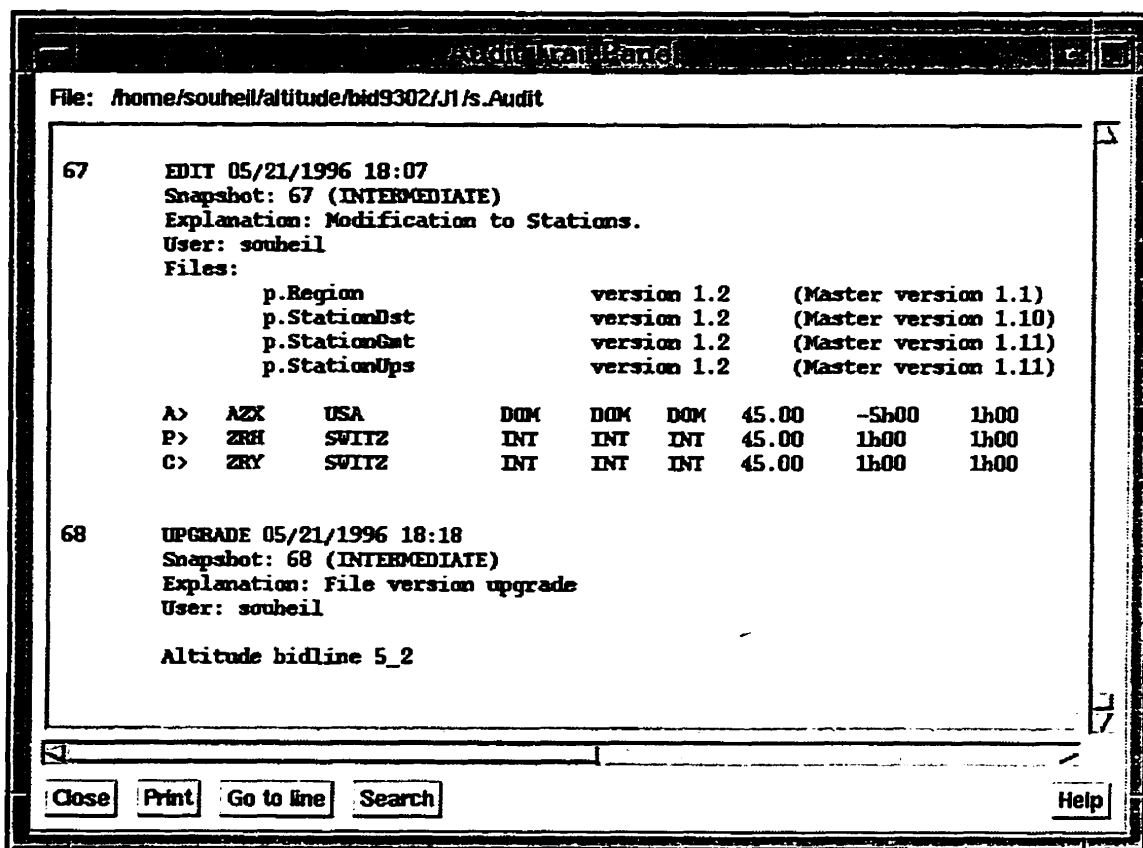 Audit Trail Panel
File: /home/souheil/altitude/bid9302/J1/s.Audit
67 EDIT 05/21/1996 18:07
Snapshot: 67 (INTERMEDIATE)
Explanation: Modification to Stations.
User: souheil
Files:
p.Region version 1.2 (Master version 1.1)
p.StationDst version 1.2 (Master version 1.10)
p.StationGmt version 1.2 (Master version 1.11)
p.StationUps version 1.2 (Master version 1.11)
A> AZX USA DOM DOM DOM 45.00 -5h00 1h00
P> ZRH SWITZ INT INT INT 45.00 1h00 1h00
C> ZRY SWITZ INT INT INT 45.00 1h00 1h00
68 UPGRADE 05/21/1996 18:18
Snapshot: 68 (INTERMEDIATE)
Explanation: File version upgrade
User: souheil
Altitude bidline 5_2
Close Print Go to line Search Help